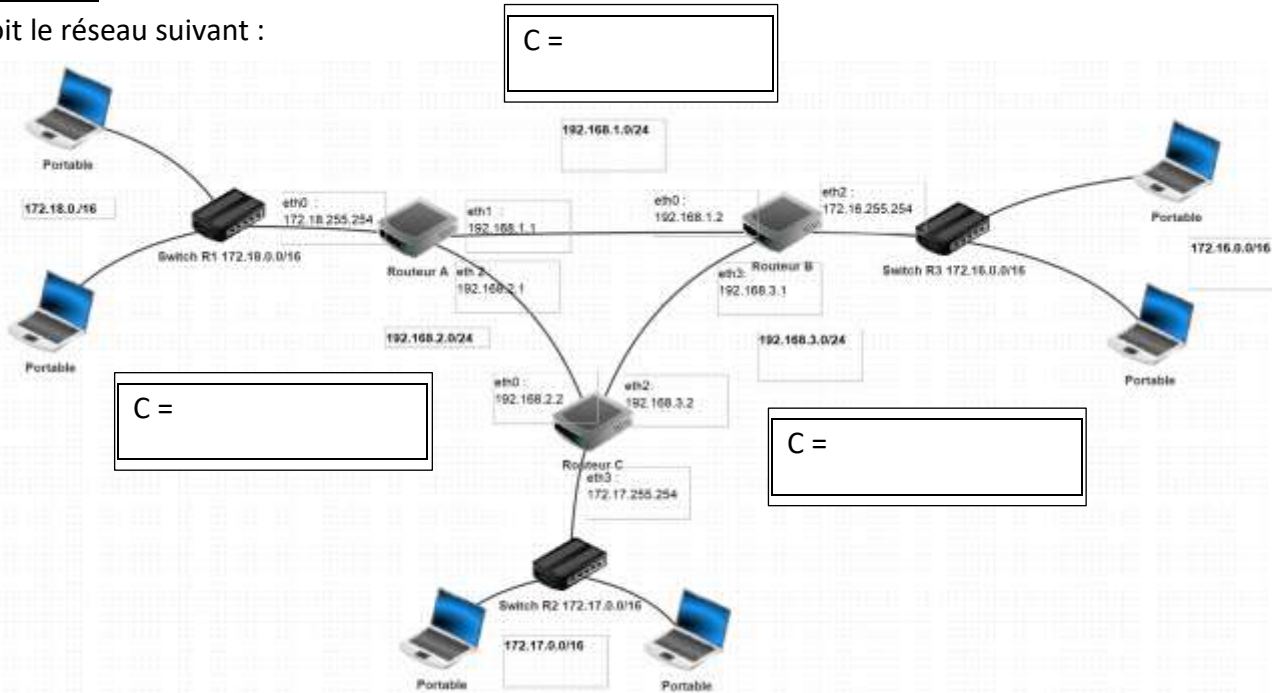 oit le réseau suivant :
C =
192.168.1.0/24
Portable
172.18.0./16
eth0 :
172.18.255.254
eth1 :
192.168.1.1
eth0 :
192.168.1.2
eth2 :
172.16.255.254
Portable
172.16.0.0/16
Switch R1 172.18.0.0/16
Routeur A
eth 2 :
192.168.2.1
Routeur B
eth3:
192.168.3.1
Switch R3 172.16.0.0/16
192.168.2.0/24
192.168.3.0/24
Portable
Portable
eth0 :
192.168.2.2
eth2:
192.168.3.2
C =
C =
Routeur C
eth3 :
172.17.255.254
Switch R2 172.17.0.0/16
172.17.0.0/16
Portable
Portable